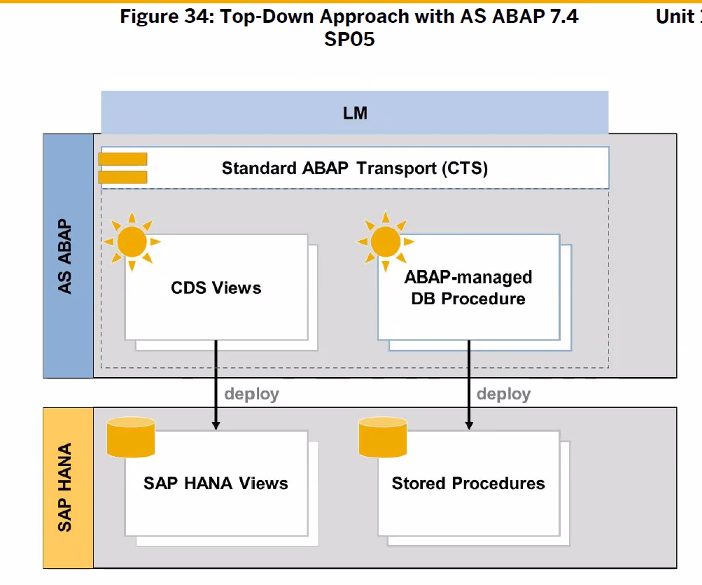 Figure 34: Top-Down Approach with AS ABAP 7.4
SP05
Unit
LM
Standard ABAP Transport (CTS)
AS ABAP
CDS Views
ABAP-managed
DB Procedure
deploy
deploy
SAP HANA
SAP HANA Views
Stored Procedures